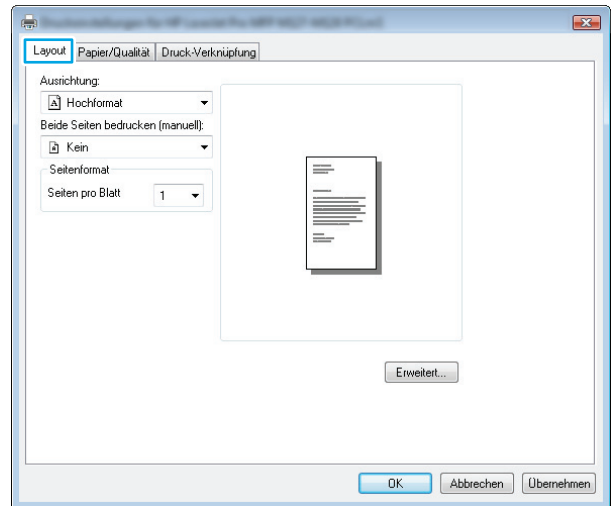 Layout
Papier/Qualität
Druck-Verknüpfung
Ausrichtung:
Hochformat
Beide Seiten bedrucken (manuell):
Kein
Seitenformat
Seiten pro Blatt
1
Erweitert...
OK
Abbrechen
Übernehmen